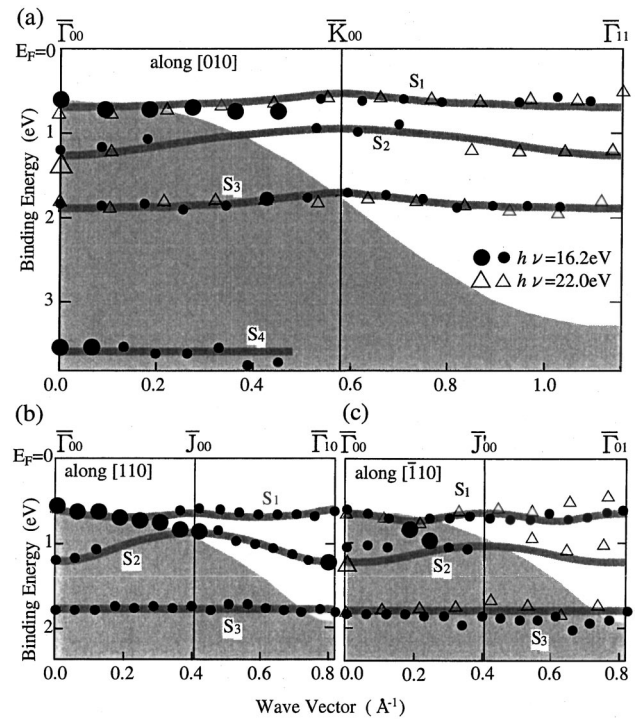 (a) Γ̅₀₀ K̅₀₀ Γ̅₁₁
E_F=0
along [010]
S₁
1
S₂
S₃
2
Binding Energy (eV)
● ● hν=16.2eV
△ △ hν=22.0eV
3
S₄
0.0 0.2 0.4 0.6 0.8 1.0
(b) Γ̅₀₀ J̅₀₀ Γ̅₁₀ (c) Γ̅₀₀ J̅'₀₀ Γ̅₀₁
E_F=0
along [110] along [1̅10]
S₁ S₁
1
S₂ S₂
Binding Energy (eV)
S₃ S₃
2
0.0 0.2 0.4 0.6 0.8 0.0 0.2 0.4 0.6 0.8
Wave Vector (Å⁻¹)